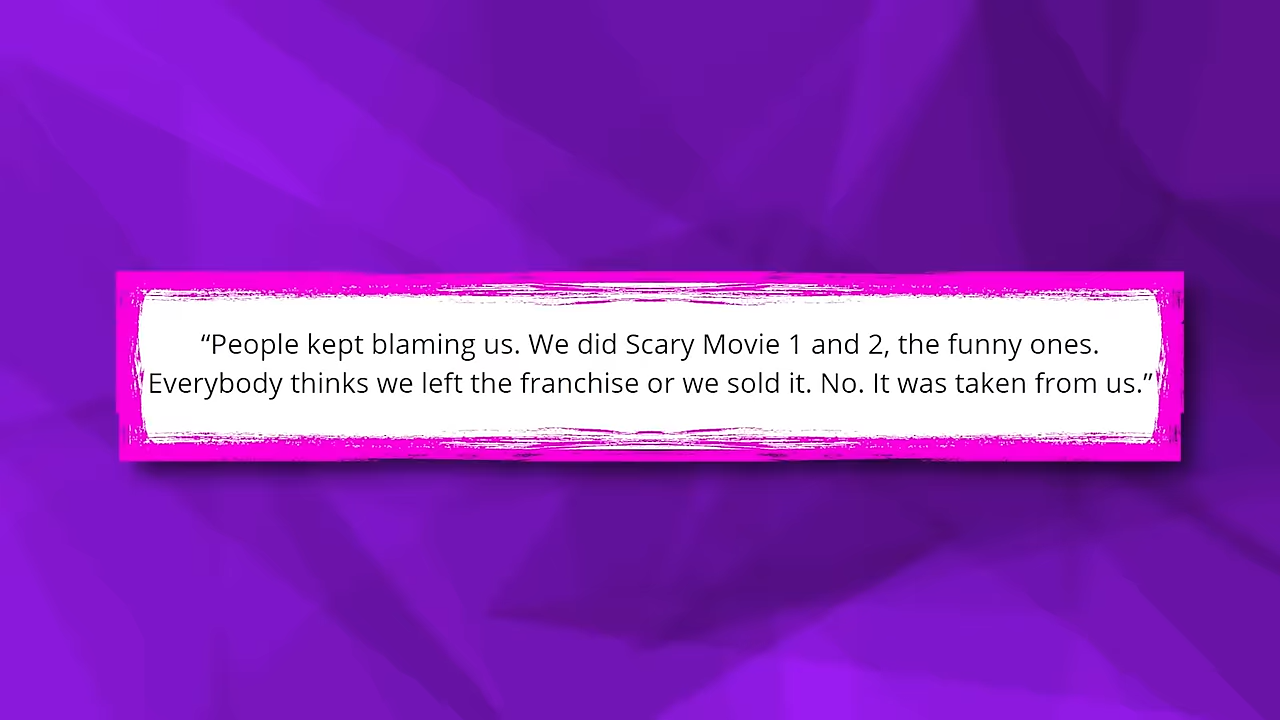 “People kept blaming us. We did Scary Movie 1 and 2, the funny ones.
Everybody thinks we left the franchise or we sold it. No. It was taken from us.”